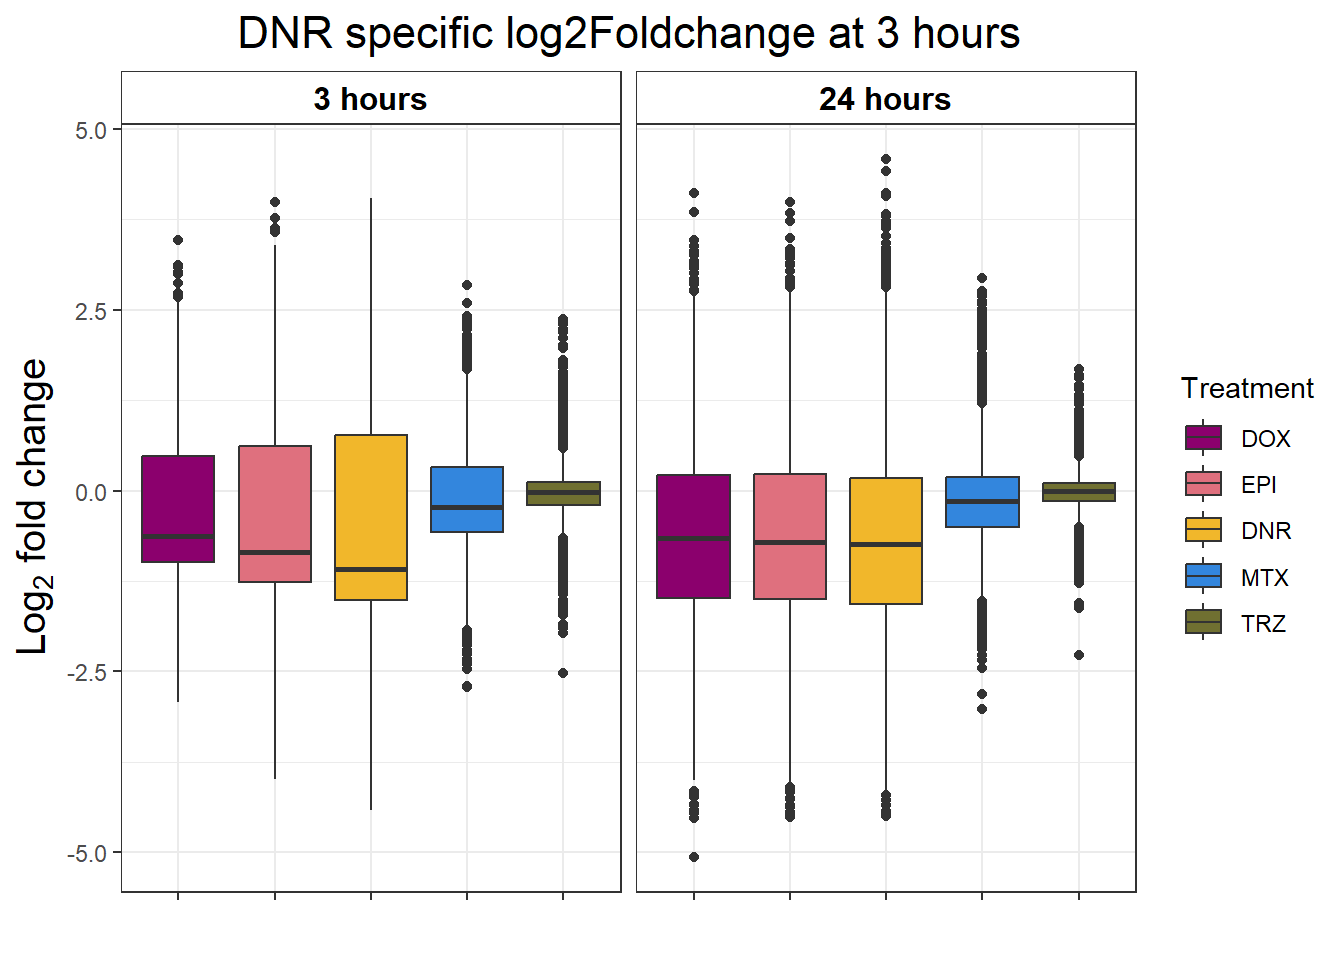 DNR specific log2Foldchange at 3 hours
3 hours
24 hours
5.0
2.5
0.0
-2.5
-5.0
Log2 fold change
Treatment
DOX
EPI
DNR
MTX
TRZ